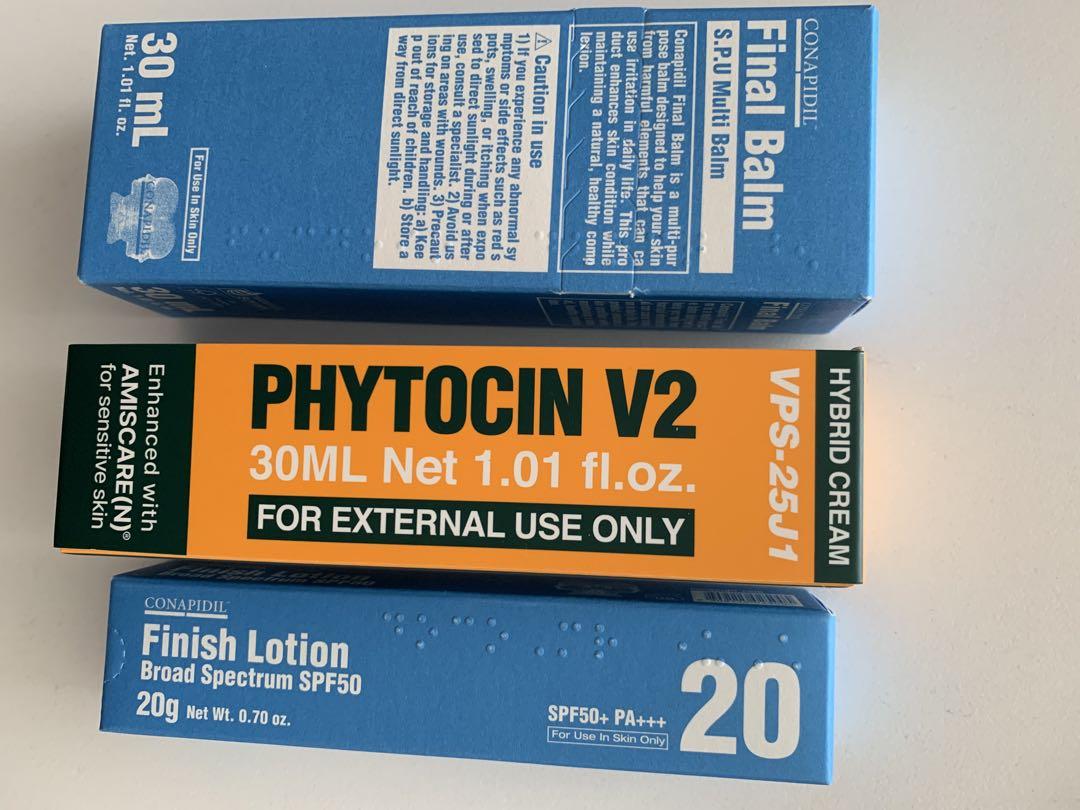 CONAPIDIL™
Final Balm
S.P.U Multi Balm
Conapidil Final Balm is a multi-pur
pose balm designed to help your skin
from harmful elements that can ca
use irritation in daily life. This pro
duct enhances skin condition while
maintaining a natural, healthy comp
lexion.
⚠ Caution in use
1) If you experience any abnormal sy
mptoms or side effects such as red s
pots, swelling, or itching when expo
sed to direct sunlight during or after
use, consult a specialist. 2) Avoid us
ing on areas with wounds. 3) Precaut
ions for storage and handling: a) Kee
p out of reach of children. b) Store a
way from direct sunlight.
For Use In Skin Only
30 mL
Net. 1.01 fl. oz.
Final Balm
30 mL
HYBRID CREAM
VPS-25J1
PHYTOCIN V2
30ML Net 1.01 fl.oz.
FOR EXTERNAL USE ONLY
Enhanced with
AMISCARE(N)®
for sensitive skin
CONAPIDIL™
Finish Lotion
Broad Spectrum SPF50
20g Net Wt. 0.70 oz.
SPF50+ PA+++
For Use In Skin Only
20